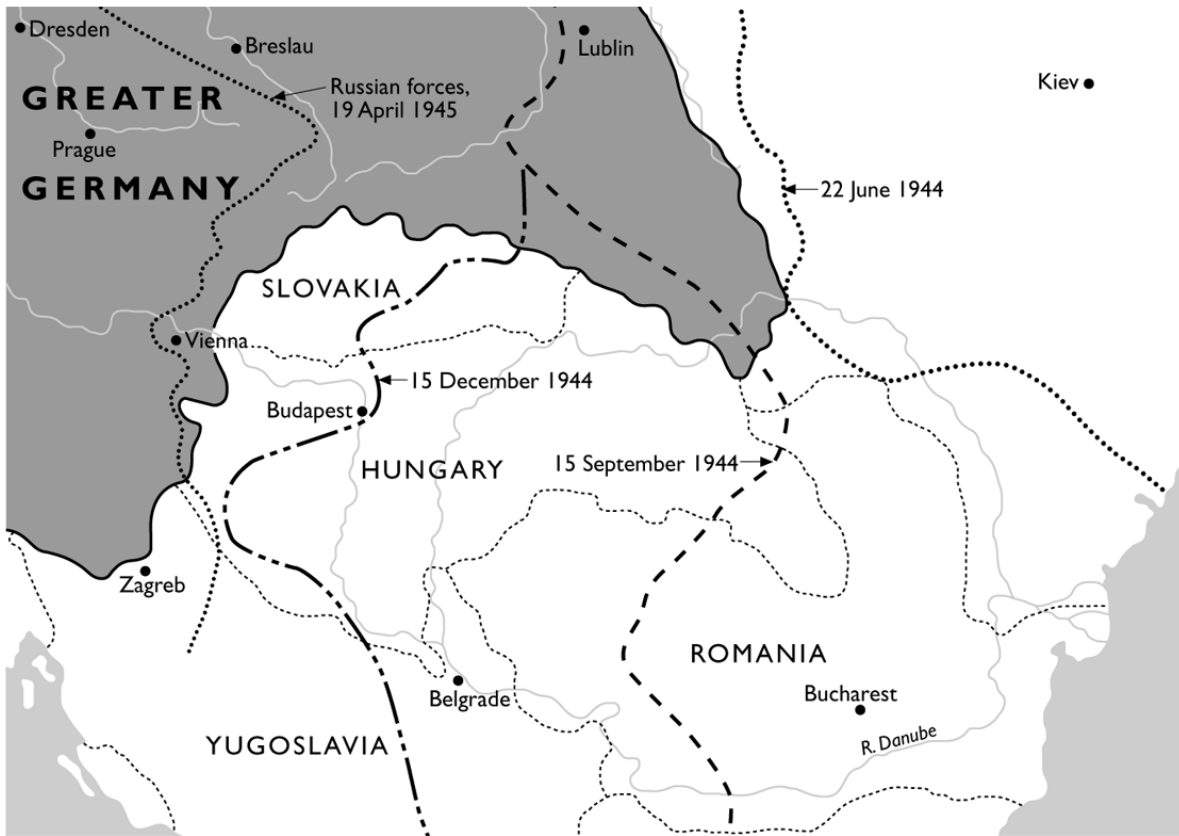 Dresden
Breslau
Lublin
Kiev
Russian forces,
19 April 1945
GREATER
Prague
GERMANY
22 June 1944
SLOVAKIA
Vienna
15 December 1944
Budapest
HUNGARY
15 September 1944
Zagreb
ROMANIA
Belgrade
Bucharest
YUGOSLAVIA
R. Danube